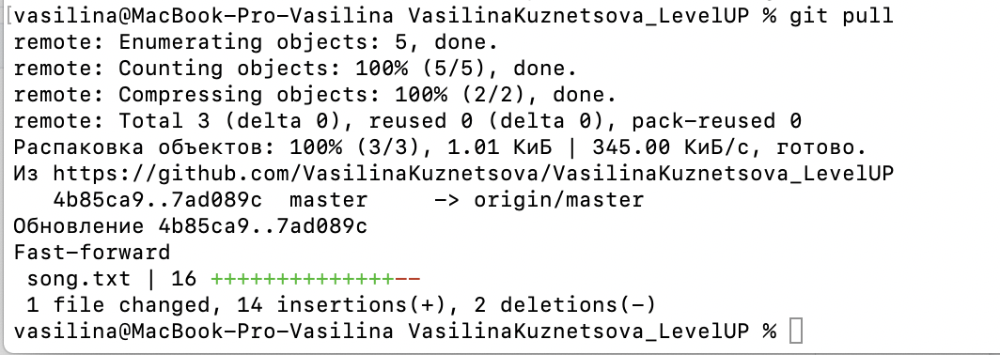 [vasilina@MacBook-Pro-Vasilina VasilinaKuznetsova_LevelUP % git pull
remote: Enumerating objects: 5, done.
remote: Counting objects: 100% (5/5), done.
remote: Compressing objects: 100% (2/2), done.
remote: Total 3 (delta 0), reused 0 (delta 0), pack-reused 0
Распаковка объектов: 100% (3/3), 1.01 КиБ | 345.00 КиБ/с, готово.
Из https://github.com/VasilinaKuznetsova/VasilinaKuznetsova_LevelUP
   4b85ca9..7ad089c  master     -> origin/master
Обновление 4b85ca9..7ad089c
Fast-forward
 song.txt | 16 ++++++++++++++--
 1 file changed, 14 insertions(+), 2 deletions(-)
vasilina@MacBook-Pro-Vasilina VasilinaKuznetsova_LevelUP %